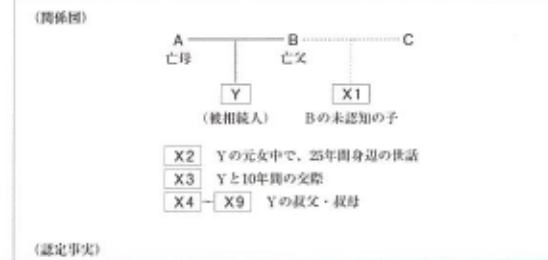 (関係図)
A B C
亡母 亡父
Y X1
(被相続人) Bの未認知の子
X2 Yの元女中で、25年間身辺の世話
X3 Yと10年間の交際
X4 ~ X9 Yの叔父・叔母
(認定事実)